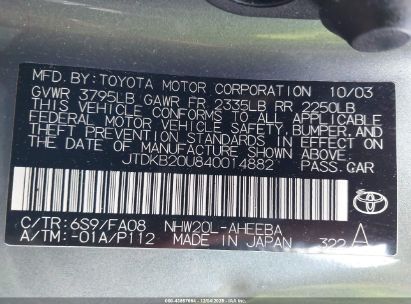 MFD.BY:TOYOTA MOTOR CORPORATION 10/03
GVWR 3795LB GAWR FR 2335LB RR 2250LB
THIS VEHICLE CONFORMS TO ALL APPLICABLE
FEDERAL MOTOR VEHICLE SAFETY, BUMPER, AND
THEFT PREVENTION STANDARDS IN EFFECT ON THE
DATE OF MANUFACTURE SHOWN ABOVE.
JTDKB20U840014882 PASS.CAR
C/TR:6S9/FA08 NHW20L-AHEEBA
A/TM:-01A/P112 MADE IN JAPAN 322 A
TOYOTA